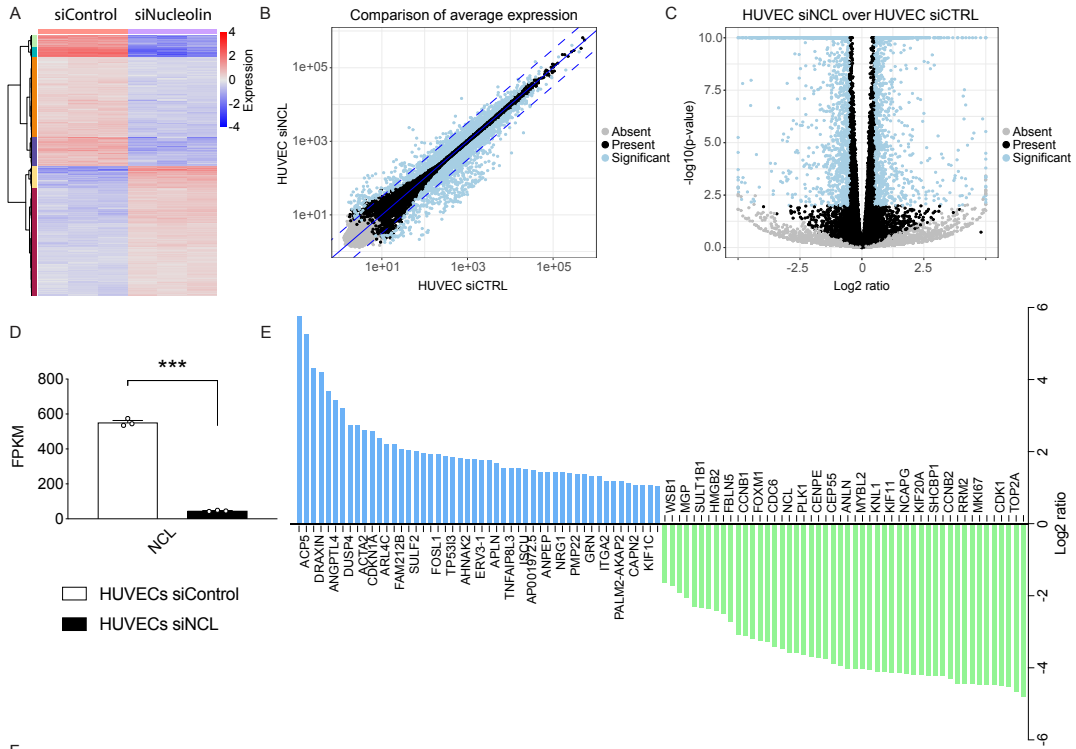 A
siControl
siNucleolin
4
2
0
-2
-4
Expression
B
Comparison of average expression
1e+05
1e+03
1e+01
HUVEC siNCL
1e+01
1e+03
1e+05
HUVEC siCTRL
Absent
Present
Significant
C
HUVEC siNCL over HUVEC siCTRL
10.0
7.5
5.0
2.5
0.0
-log10(p-value)
-2.5
0
2.5
Log2 ratio
Absent
Present
Significant
D
***
800
600
400
200
0
FPKM
NCL
HUVECs siControl
HUVECs siNCL
E
6
4
2
0
-2
-4
-6
Log2 ratio
ACP5
DRAXIN
ANGPTL4
DUSP4
ACTA2
CDKN1A
ARL4C
FAM212B
SULF2
FOSL1
TP53I3
AHNAK2
ERV3-1
APLN
TNFAIP8L3
ISCU
AP001972.5
ANPEP
NRG1
PMP22
GRN
ITGA2
PALM2-AKAP2
CAPN2
KIF1C
WSB1
MGP
SULT1B1
HMGB2
FBLN5
CCNB1
FOXM1
CDC6
NCL
PLK1
CENPE
CEP55
ANLN
MYBL2
KNL1
KIF11
NCAPG
KIF20A
SHCBP1
CCNB2
RRM2
MKI67
CDK1
TOP2A